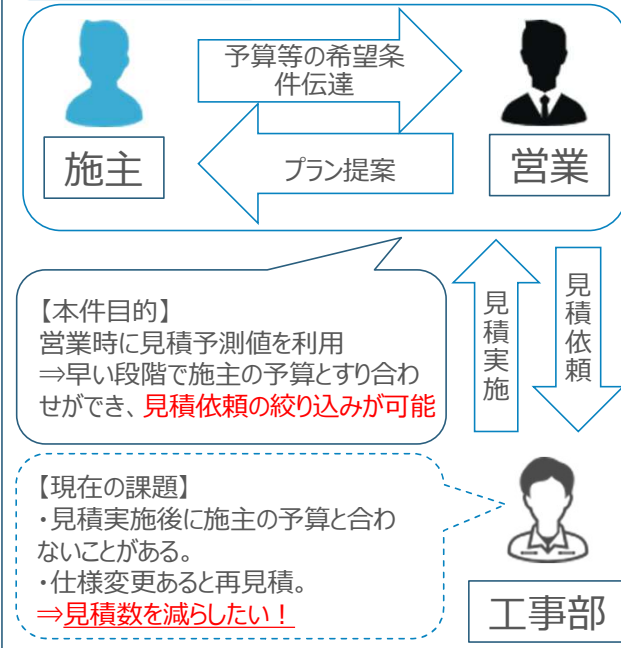 予算等の希望条
件伝達
施主
プラン提案
営業
【本件目的】
営業時に見積予測値を利用
⇒早い段階で施主の予算とすり合わ
せができ、見積依頼の絞り込みが可能
見積実施
見積依頼
【現在の課題】
・見積実施後に施主の予算と合わ
ないことがある。
・仕様変更あると再見積。
⇒見積数を減らしたい！
工事部